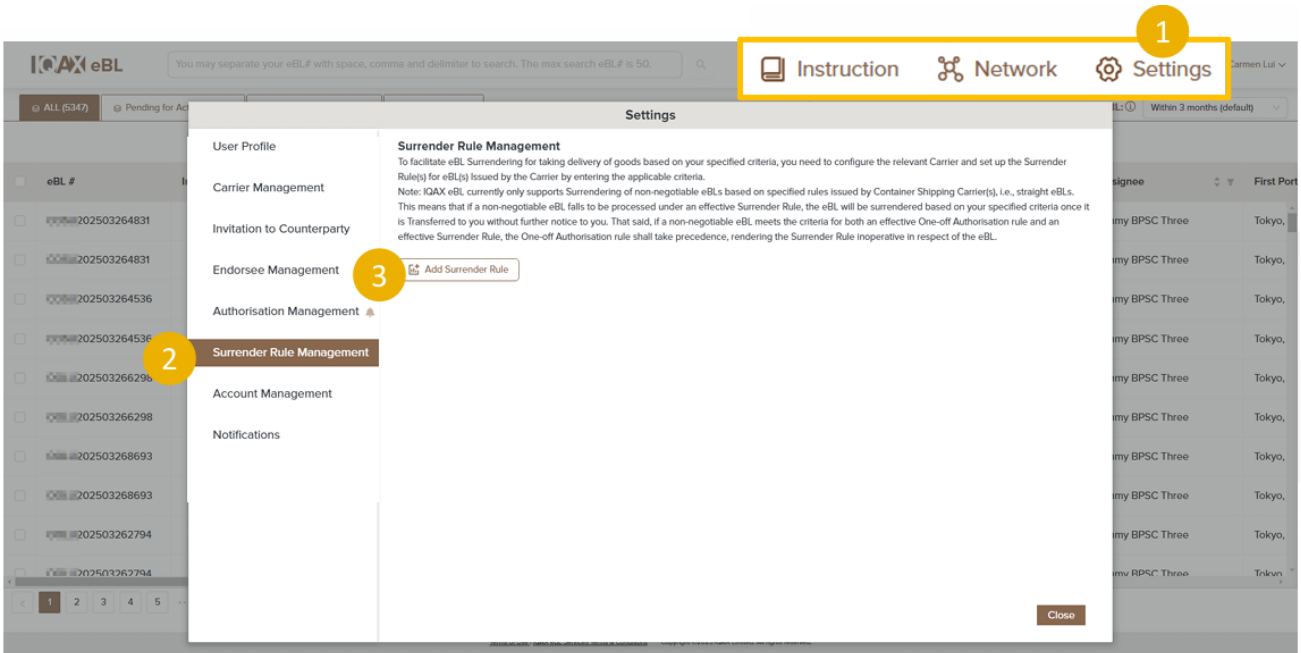 1
IQAX eBL
You may separate your eBL# with space, comma and delimiter to search. The max search eBL# is 50.
Instruction
Network
Settings
Carmen Lui
ALL (5347)
Pending for Act
Within 3 months (default)
Settings
eBL #
signee
First Port
User Profile
Carrier Management
Invitation to Counterparty
Endorsee Management
Authorisation Management
2
Surrender Rule Management
Account Management
Notifications
Surrender Rule Management
To facilitate eBL Surrendering for taking delivery of goods based on your specified criteria, you need to configure the relevant Carrier and set up the Surrender
Rule(s) for eBL(s) Issued by the Carrier by entering the applicable criteria.
Note: IQAX eBL currently only supports Surrendering of non-negotiable eBLs based on specified rules issued by Container Shipping Carrier(s), i.e., straight eBLs.
This means that if a non-negotiable eBL falls to be processed under an effective Surrender Rule, the eBL will be surrendered based on your specified criteria once it
is Transferred to you without further notice to you. That said, if a non-negotiable eBL meets the criteria for both an effective One-off Authorisation rule and an
effective Surrender Rule, the One-off Authorisation rule shall take precedence, rendering the Surrender Rule inoperative in respect of the eBL.
3
Add Surrender Rule
202503264831
my BPSC Three
Tokyo,
202503264831
my BPSC Three
Tokyo,
202503264536
my BPSC Three
Tokyo,
202503264536
my BPSC Three
Tokyo,
202503266298
my BPSC Three
Tokyo,
202503266298
my BPSC Three
Tokyo,
202503268693
my BPSC Three
Tokyo,
202503268693
my BPSC Three
Tokyo,
202503262794
my BPSC Three
Tokyo,
202503262794
my BPSC Three
Tokyo
1 2 3 4 5
Close